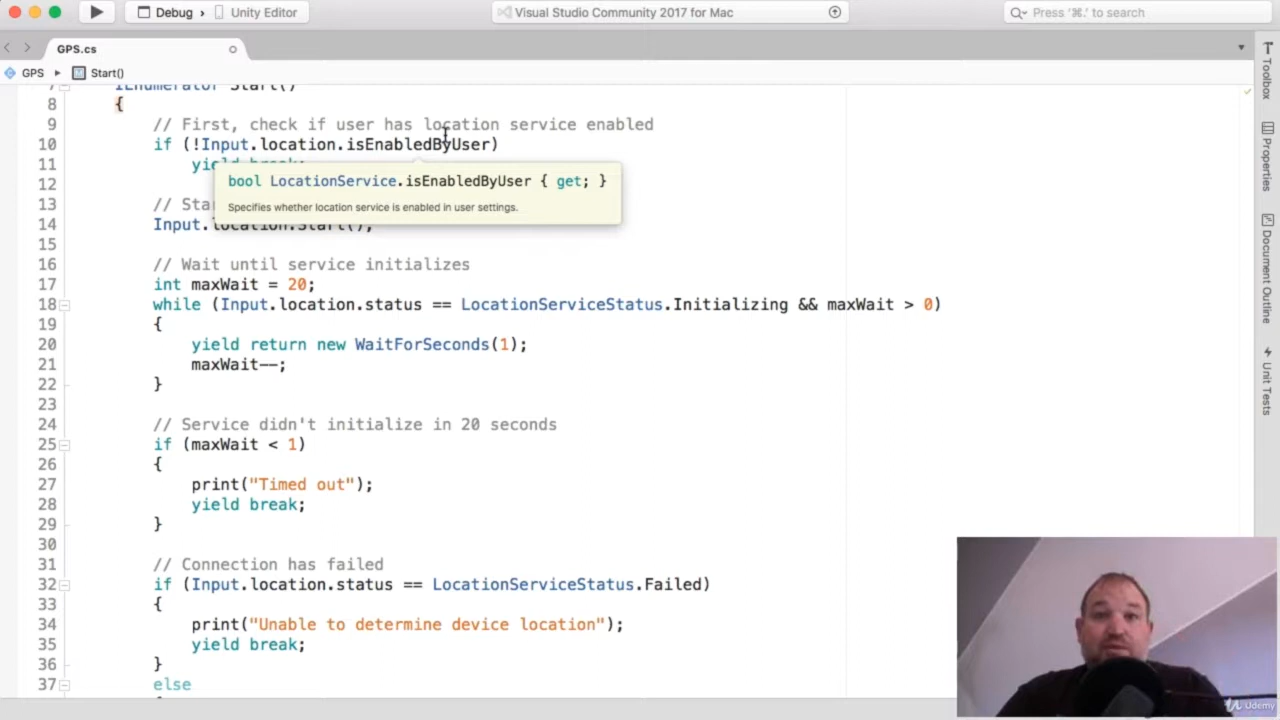 Debug › Unity Editor
Visual Studio Community 2017 for Mac
Press '⌘.' to search
GPS.cs
GPS ▸ M Start()
7 IEnumerator Start()
8 {
9 // First, check if user has location service enabled
10 if (!Input.location.isEnabledByUser)
11 yield break;
bool LocationService.isEnabledByUser { get; }
12
Specifies whether location service is enabled in user settings.
13 // Sta
14 Input.location.Start();
15
16 // Wait until service initializes
17 int maxWait = 20;
18 while (Input.location.status == LocationServiceStatus.Initializing && maxWait > 0)
19 {
20 yield return new WaitForSeconds(1);
21 maxWait--;
22 }
23
24 // Service didn't initialize in 20 seconds
25 if (maxWait < 1)
26 {
27 print("Timed out");
28 yield break;
29 }
30
31 // Connection has failed
32 if (Input.location.status == LocationServiceStatus.Failed)
33 {
34 print("Unable to determine device location");
35 yield break;
36 }
37 else
Toolbox
Properties
Document Outline
Unit Tests
Udemy